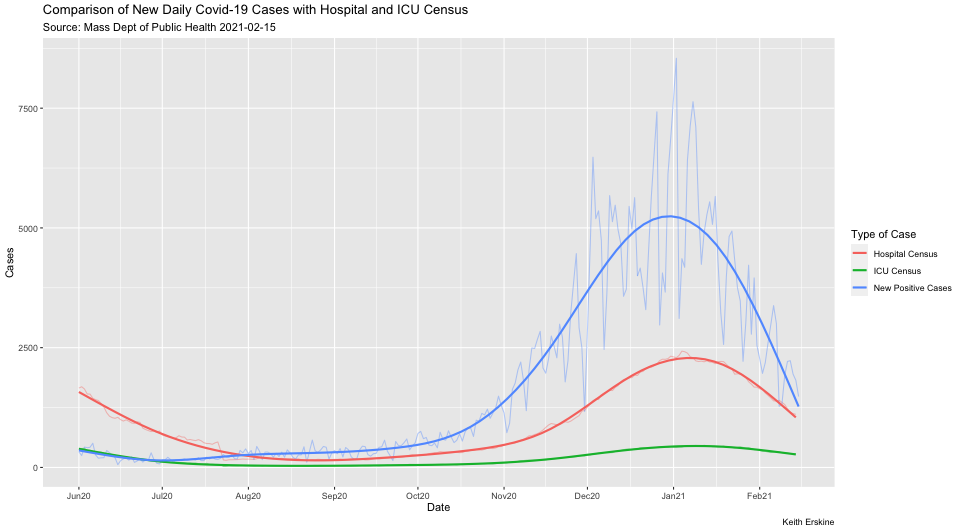 Comparison of New Daily Covid-19 Cases with Hospital and ICU Census
Source: Mass Dept of Public Health 2021-02-15
Cases
7500
5000
2500
0
Jun20 Jul20 Aug20 Sep20 Oct20 Nov20 Dec20 Jan21 Feb21
Date
Type of Case
Hospital Census
ICU Census
New Positive Cases
Keith Erskine